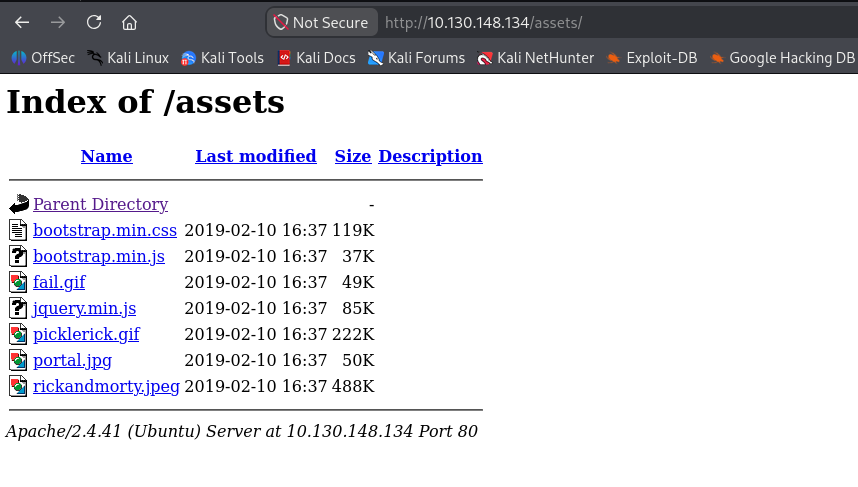 Not Secure http://10.130.148.134/assets/
OffSec Kali Linux Kali Tools Kali Docs Kali Forums Kali NetHunter Exploit-DB Google Hacking DB
Index of /assets
Name Last modified Size Description
Parent Directory -
bootstrap.min.css 2019-02-10 16:37 119K
bootstrap.min.js 2019-02-10 16:37 37K
fail.gif 2019-02-10 16:37 49K
jquery.min.js 2019-02-10 16:37 85K
picklerick.gif 2019-02-10 16:37 222K
portal.jpg 2019-02-10 16:37 50K
rickandmorty.jpeg 2019-02-10 16:37 488K
Apache/2.4.41 (Ubuntu) Server at 10.130.148.134 Port 80